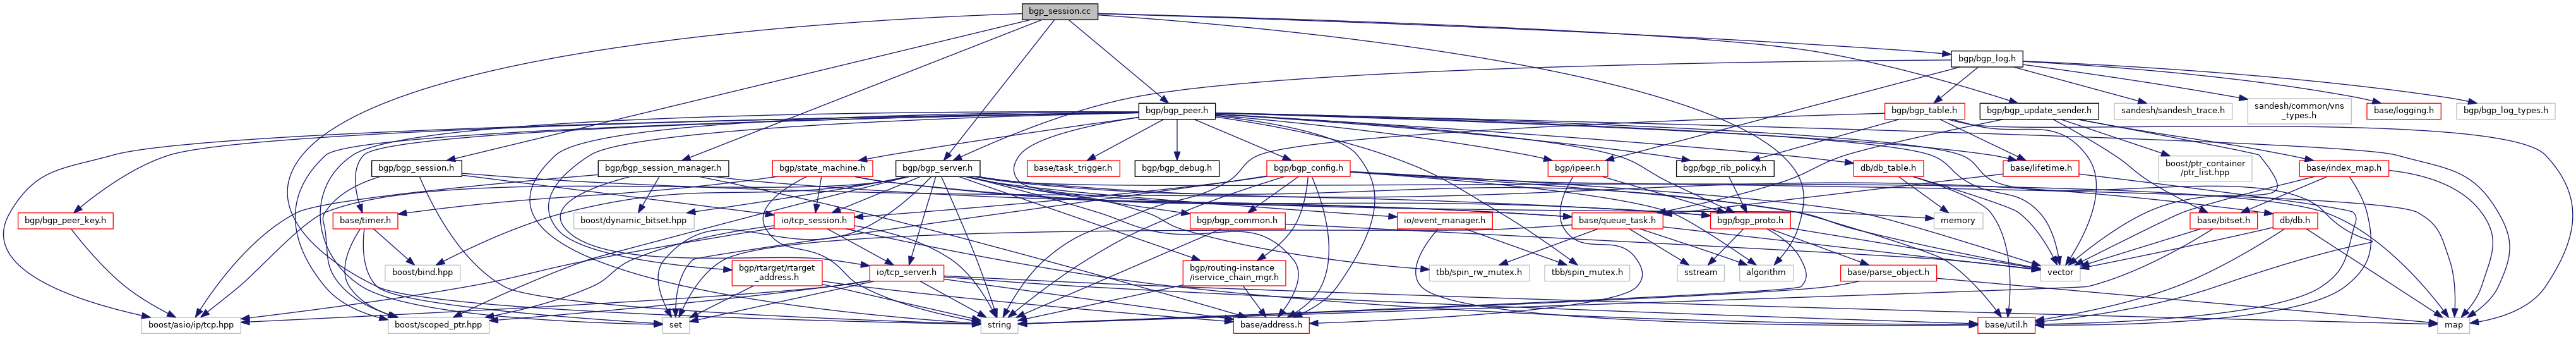 bgp_session.cc
bgp/bgp_log.h
bgp/bgp_peer.h
bgp/bgp_table.h
bgp/bgp_update_sender.h
sandesh/sandesh_trace.h
sandesh/common/vns
_types.h
base/logging.h
bgp/bgp_log_types.h
bgp/bgp_session.h
bgp/bgp_session_manager.h
bgp/state_machine.h
bgp/bgp_server.h
base/task_trigger.h
bgp/bgp_debug.h
bgp/bgp_config.h
bgp/ipeer.h
bgp/bgp_rib_policy.h
db/db_table.h
base/lifetime.h
boost/ptr_container
/ptr_list.hpp
base/index_map.h
bgp/bgp_peer_key.h
base/timer.h
boost/dynamic_bitset.hpp
io/tcp_session.h
bgp/bgp_common.h
io/event_manager.h
base/queue_task.h
bgp/bgp_proto.h
memory
base/bitset.h
db/db.h
boost/bind.hpp
bgp/rtarget/rtarget
_address.h
io/tcp_server.h
bgp/routing-instance
/iservice_chain_mgr.h
tbb/spin_rw_mutex.h
tbb/spin_mutex.h
sstream
algorithm
base/parse_object.h
vector
boost/asio/ip/tcp.hpp
boost/scoped_ptr.hpp
set
string
base/address.h
base/util.h
map